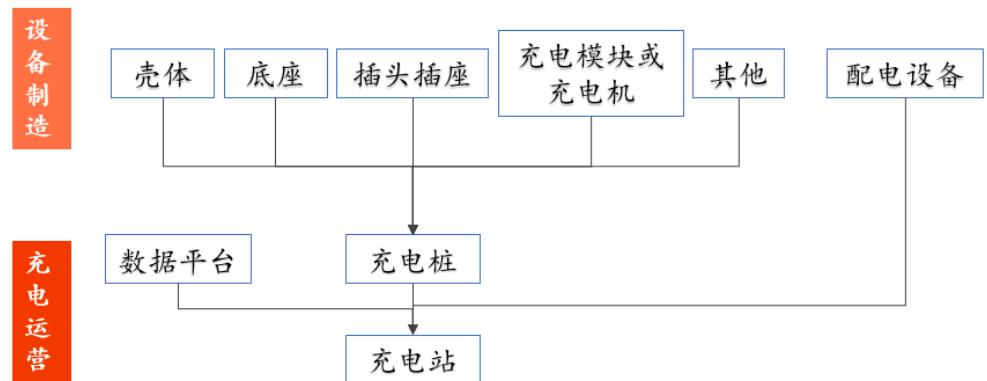 设备制造
壳体
底座
插头插座
充电模块或
充电机
其他
配电设备
充电运营
数据平台
充电桩
充电站